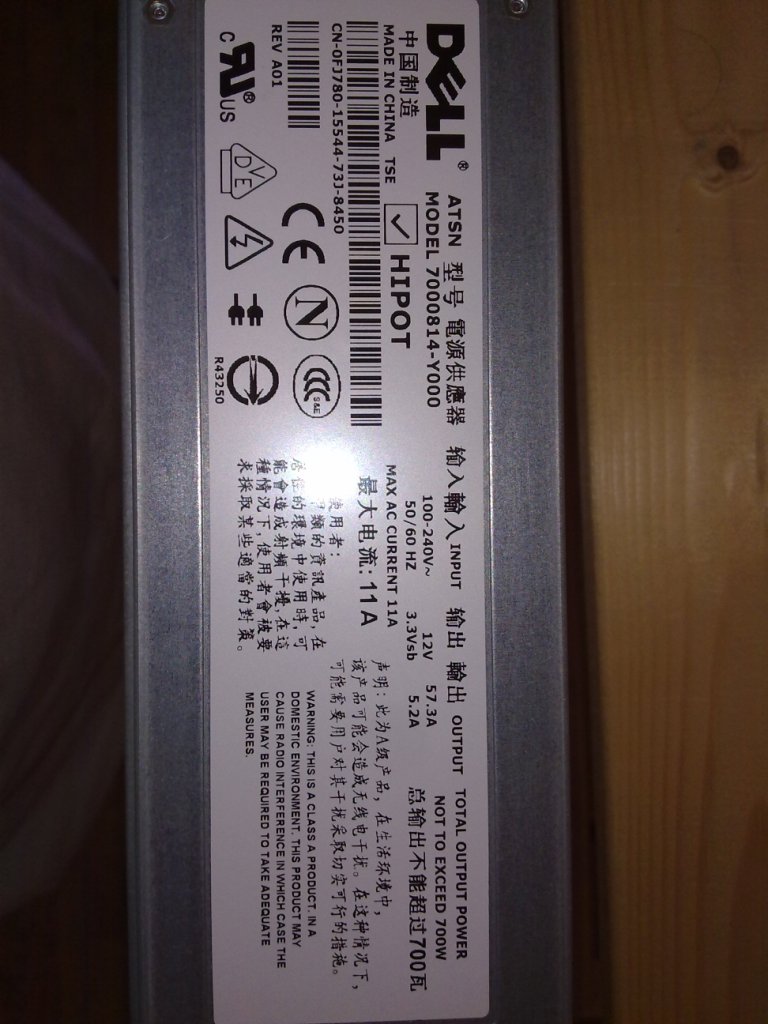 DELL®
中国制造
MADE IN CHINA TSE
CN-0FJ780-15544-73J-8450
REV A01
ATSN 型号 電源供應器
MODEL 7000814-Y000
HIPOT
输入 輸入 INPUT
100-240V~
50/60 HZ
MAX AC CURRENT 11A
最大电流: 11A
输出 輸出 OUTPUT
12V 57.3A
3.3Vsb 5.2A
TOTAL OUTPUT POWER
NOT TO EXCEED 700W
总输出不能超过700瓦
C UR® US
DVE
CE
N
CCC
S&E
R43250
使用者:
類的資訊產品,在
的環境中使用時,可
能會造成射頻干擾,在這
種情況下,使用者會被要
求採取某些適當的對策。
声明: 此为A级产品, 在生活环境中,
该产品可能会造成无线电干扰。在这种情况下,
可能需要用户对其干扰采取切实可行的措施。
WARNING: THIS IS A CLASS A PRODUCT. IN A
DOMESTIC ENVIRONMENT, THIS PRODUCT MAY
CAUSE RADIO INTERFERENCE IN WHICH CASE THE
USER MAY BE REQUIRED TO TAKE ADEQUATE
MEASURES.